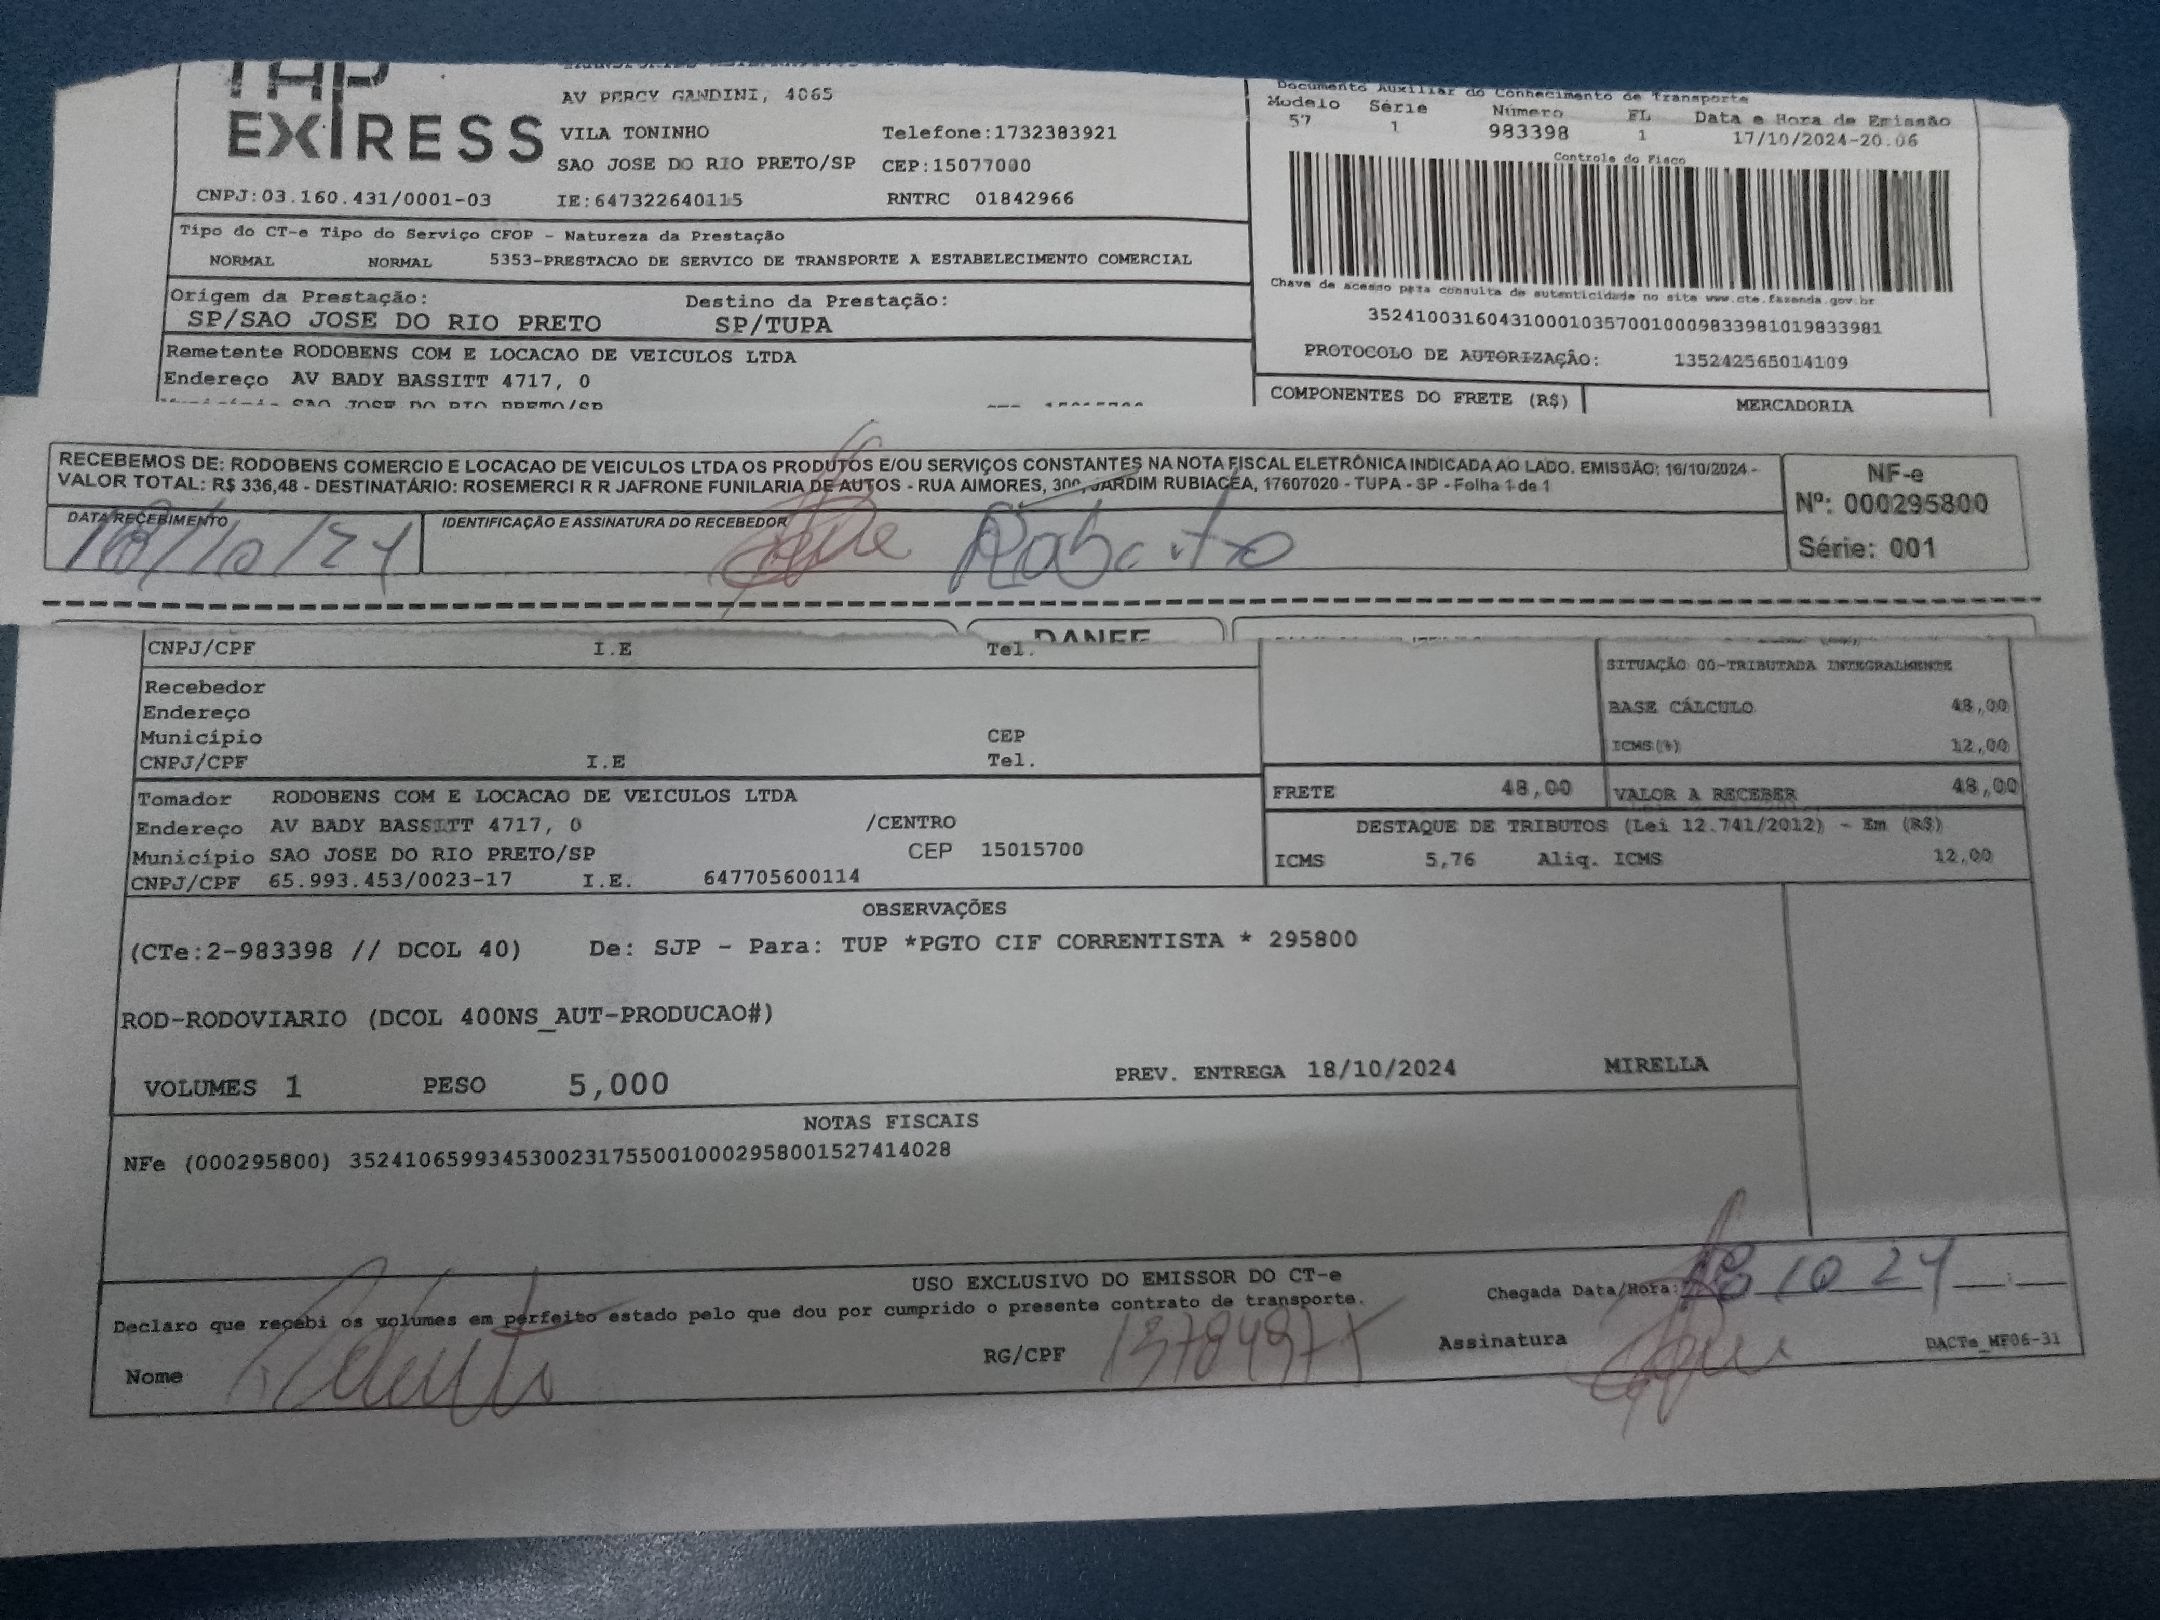 EXPRESS
AV PERCY GANDINI, 4065
VILA TONINHO Telefone:1732383921
SAO JOSE DO RIO PRETO/SP CEP:15077000
CNPJ:03.160.431/0001-03 IE:647322640115 RNTRC 01842966
Documento Auxiliar do Conhecimento de Transporte
Modelo Série Número FL Data e Hora de Emissão
57 1 983398 1 17/10/2024-20.06
Controle do Fisco
Chave de acesso para consulta de autenticidade no site www.cte.fazenda.gov.br
35241003160431000103570010009833981019833981
PROTOCOLO DE AUTORIZAÇÂO: 135242565014109
Tipo do CT-e Tipo do Serviço CFOP - Natureza da Prestação
NORMAL NORMAL 5353-PRESTACAO DE SERVICO DE TRANSPORTE A ESTABELECIMENTO COMERCIAL
Origem da Prestação: Destino da Prestação:
SP/SAO JOSE DO RIO PRETO SP/TUPA
Remetente RODOBENS COM E LOCACAO DE VEICULOS LTDA
Endereço AV BADY BASSITT 4717, 0
SAO JOSE DO RIO PRETO/SP
COMPONENTES DO FRETE (R$) MERCADORIA
RECEBEMOS DE: RODOBENS COMERCIO E LOCACAO DE VEICULOS LTDA OS PRODUTOS E/OU SERVIÇOS CONSTANTES NA NOTA FISCAL ELETRÔNICA INDICADA AO LADO. EMISSÃO: 16/10/2024 -
VALOR TOTAL: R$ 336,48 - DESTINATÁRIO: ROSEMERCI R R JAFRONE FUNILARIA DE AUTOS - RUA AIMORES, 300, JARDIM RUBIACEA, 17607020 - TUPA - SP - Folha 1 de 1
DATA RECEBIMENTO IDENTIFICAÇÃO E ASSINATURA DO RECEBEDOR
18/10/24 Roberto
NF-e
Nº: 000295800
Série: 001
DANFE
CNPJ/CPF I.E Tel.
Recebedor
Endereço
Município CEP
CNPJ/CPF I.E Tel.
SITUAÇÃO 00-TRIBUTADA INTEGRALMENTE
BASE CÁLCULO 48,00
ICMS(%) 12,00
FRETE 48,00 VALOR A RECEBER 48,00
Tomador RODOBENS COM E LOCACAO DE VEICULOS LTDA
Endereço AV BADY BASSITT 4717, 0 /CENTRO
Município SAO JOSE DO RIO PRETO/SP CEP 15015700
CNPJ/CPF 65.993.453/0023-17 I.E. 647705600114
DESTAQUE DE TRIBUTOS (Lei 12.741/2012) - Em (R$)
ICMS 5,76 Aliq. ICMS 12,00
OBSERVAÇÕES
(CTe:2-983398 // DCOL 40) De: SJP - Para: TUP *PGTO CIF CORRENTISTA * 295800
ROD-RODOVIARIO (DCOL 400NS_AUT-PRODUCAO#)
VOLUMES 1 PESO 5,000 PREV. ENTREGA 18/10/2024 MIRELLA
NOTAS FISCAIS
NFe (000295800) 35241065993453002317550010002958001527414028
USO EXCLUSIVO DO EMISSOR DO CT-e
Declaro que recebi os volumes em perfeito estado pelo que dou por cumprido o presente contrato de transporte.
Chegada Data/Hora: 18 10 24
Nome Roberto RG/CPF Assinatura
DACTe_MF06-31